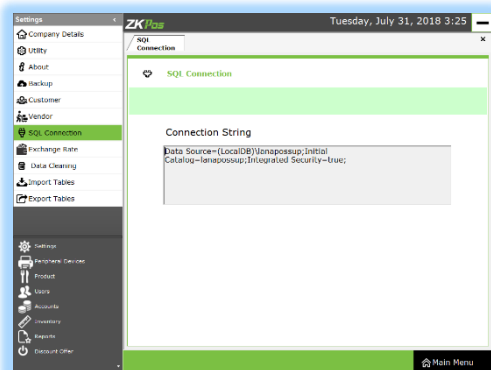 Settings
ZKPos
Tuesday, July 31, 2018 3:25
Company Details
Utility
About
Backup
Customer
Vendor
SQL Connection
Exchange Rate
Data Cleaning
Import Tables
Export Tables
SQL
Connection
x
SQL Connection
Connection String
Data Source=(LocalDB)\lanapossup;Initial
Catalog=lanapossup;Integrated Security=true;
Settings
Peripheral Devices
Product
Users
Accounts
Inventory
Reports
Discount Offer
Main Menu